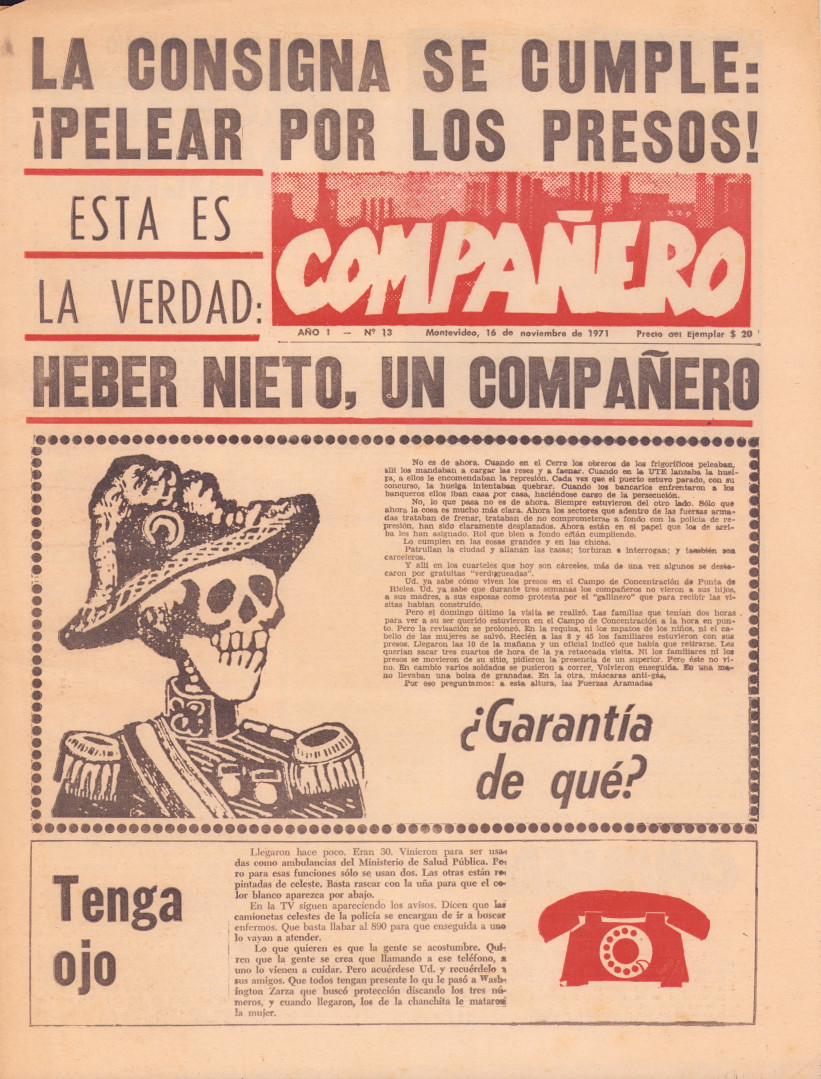 LA CONSIGNA SE CUMPLE:
¡PELEAR POR LOS PRESOS!
ESTA ES
LA VERDAD:
COMPAÑERO
AÑO 1 — Nº 13 Montevideo, 16 de noviembre de 1971 Precio del Ejemplar $ 20
HEBER NIETO, UN COMPAÑERO
No es de ahora. Cuando en el Cerro los obreros de los frigoríficos peleaban,
allí los mandaban a cargar las reses y a faenar. Cuando en la UTE lanzaba la huel-
ga, a ellos le encomendaban la represión. Cada vez que el puerto estuvo parado, con su
concurso, la huelga intentaban quebrar. Cuando los bancarios enfrentaron a los
banqueros ellos iban casa por casa, haciéndose cargo de la persecución.
No, lo que pasa no es de ahora. Siempre estuvieron del otro lado. Sólo que
ahora la cosa es mucho más clara. Ahora los sectores que adentro de las fuerzas arma-
das trataban de frenar, trataban de no comprometerse a fondo con la policía de re-
presión, han sido claramente desplazados. Ahora están en el papel que los de arri-
ba les han asignado. Rol que bien a fondo están cumpliendo.
Lo cumplen en las cosas grandes y en las chicas.
Patrullan la ciudad y allanan las casas; torturan e interrogan; y también son
carceleros.
Y allí en los cuarteles que hoy son cárceles, más de una vez algunos se desta-
caron por gratuitas "verdugueadas".
Ud. ya sabe cómo viven los presos en el Campo de Concentración de Punta de
Rieles. Ud. ya sabe que durante tres semanas los compañeros no vieron a sus hijos,
a sus madres, a sus esposas como protesta por el "gallinero" que para recibir las vi-
sitas habían construído.
Pero el domingo último la visita se realizó. Las familias que tenían dos horas
para ver a su ser querido estuvieron en el Campo de Concentración a la hora en pun-
to. Pero la revisación se prolongó. En la requisa, ni los zapatos de los niños, ni el ca-
bello de las mujeres se salvó. Recién a las 8 y 45 los familiares estuvieron con sus
presos. Llegaron las 10 de la mañana y un oficial indicó que había que retirarse. Les
querían sacar tres cuartos de hora de la ya retaceada visita. Ni los familiares ni los
presos se movieron de su sitio, pidieron la presencia de un superior. Pero éste no vi-
no. En cambio varios soldados se pusieron a correr. Volvieron enseguida. En una ma-
no llevaban una bolsa de granadas. En la otra, máscaras anti-gás.
Por eso preguntamos: a esta altura, las Fuerzas Aramadas
¿Garantía
de qué?
Tenga
ojo
Llegaron hace poco. Eran 30. Vinieron para ser usa-
das como ambulancias del Ministerio de Salud Pública. Pe-
ro para esas funciones sólo se usan dos. Las otras están re-
pintadas de celeste. Basta rascar con la uña para que el co-
lor blanco aparezca por abajo.
En la TV siguen apareciendo los avisos. Dicen que las
camionetas celestes de la policía se encargan de ir a buscar
enfermos. Que basta llabar al 890 para que enseguida a uno
lo vayan a atender.
Lo que quieren es que la gente se acostumbre. Quie-
ren que la gente se crea que llamando a ese teléfono, a
uno lo vienen a cuidar. Pero acuérdese Ud. y recuérdelo a
sus amigos. Que todos tengan presente lo qu le pasó a Wash-
ington Zarza que buscó protección discando los tres nú-
meros, y cuando llegaron, los de la chanchita le mataron
la mujer.